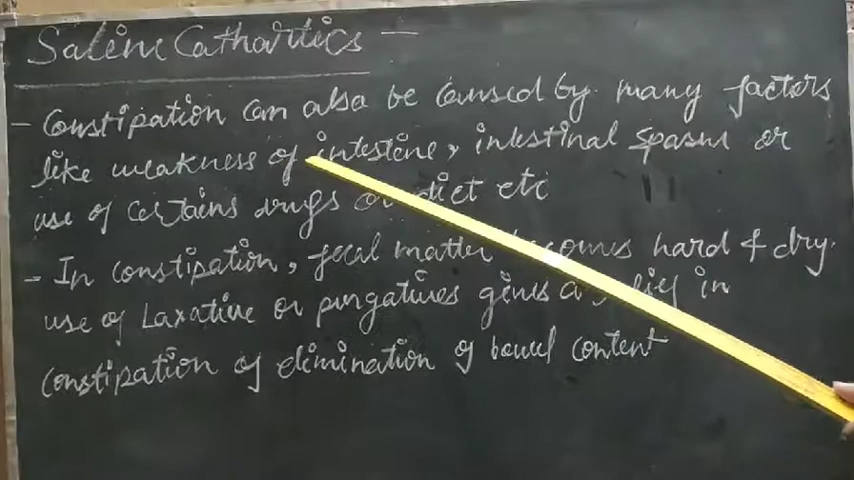 Saline Cathartics —
- Constipation can also be caused by many factors
like weakness of intestine, intestinal spasm or
use of certains drugs or diet etc
- In constipation, fecal matter becomes hard & dry.
use of Laxative or purgatives gives a relief in
constipation of elimination of bowel content